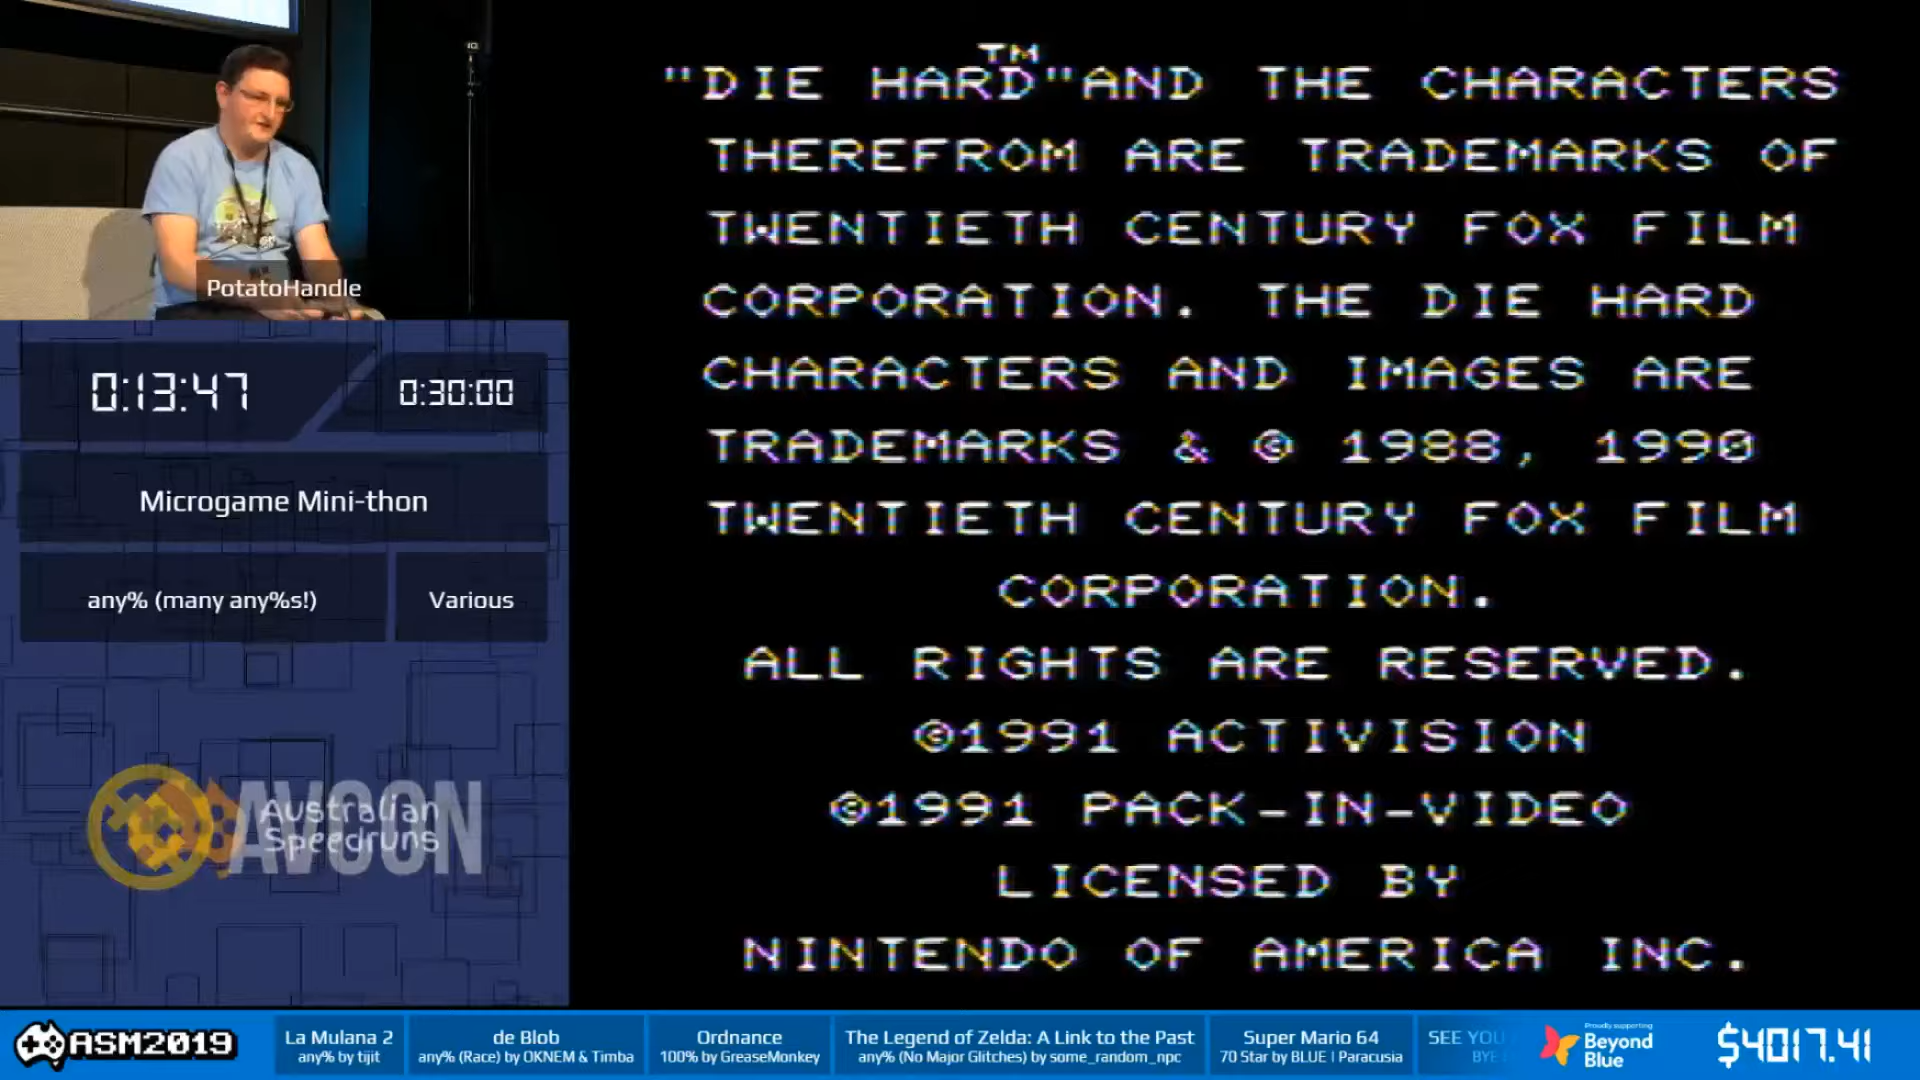 PotatoHandle
0:13:47
0:30:00
Microgame Mini-thon
any% (many any%s!)
Various
AVCON
Australian
Speedruns
TM
"DIE HARD"AND THE CHARACTERS
THEREFROM ARE TRADEMARKS OF
TWENTIETH CENTURY FOX FILM
CORPORATION. THE DIE HARD
CHARACTERS AND IMAGES ARE
TRADEMARKS & © 1988, 1990
TWENTIETH CENTURY FOX FILM
CORPORATION.
ALL RIGHTS ARE RESERVED.
©1991 ACTIVISION
©1991 PACK-IN-VIDEO
LICENSED BY
NINTENDO OF AMERICA INC.
ASM2019
La Mulana 2
any% by tijit
de Blob
any% (Race) by OKNEM & Timba
Ordnance
100% by GreaseMonkey
The Legend of Zelda: A Link to the Past
any% (No Major Glitches) by some_random_npc
Super Mario 64
70 Star by BLUE | Paracusia
SEE YOU
BYE
Proudly supporting
Beyond
Blue
$4017.41